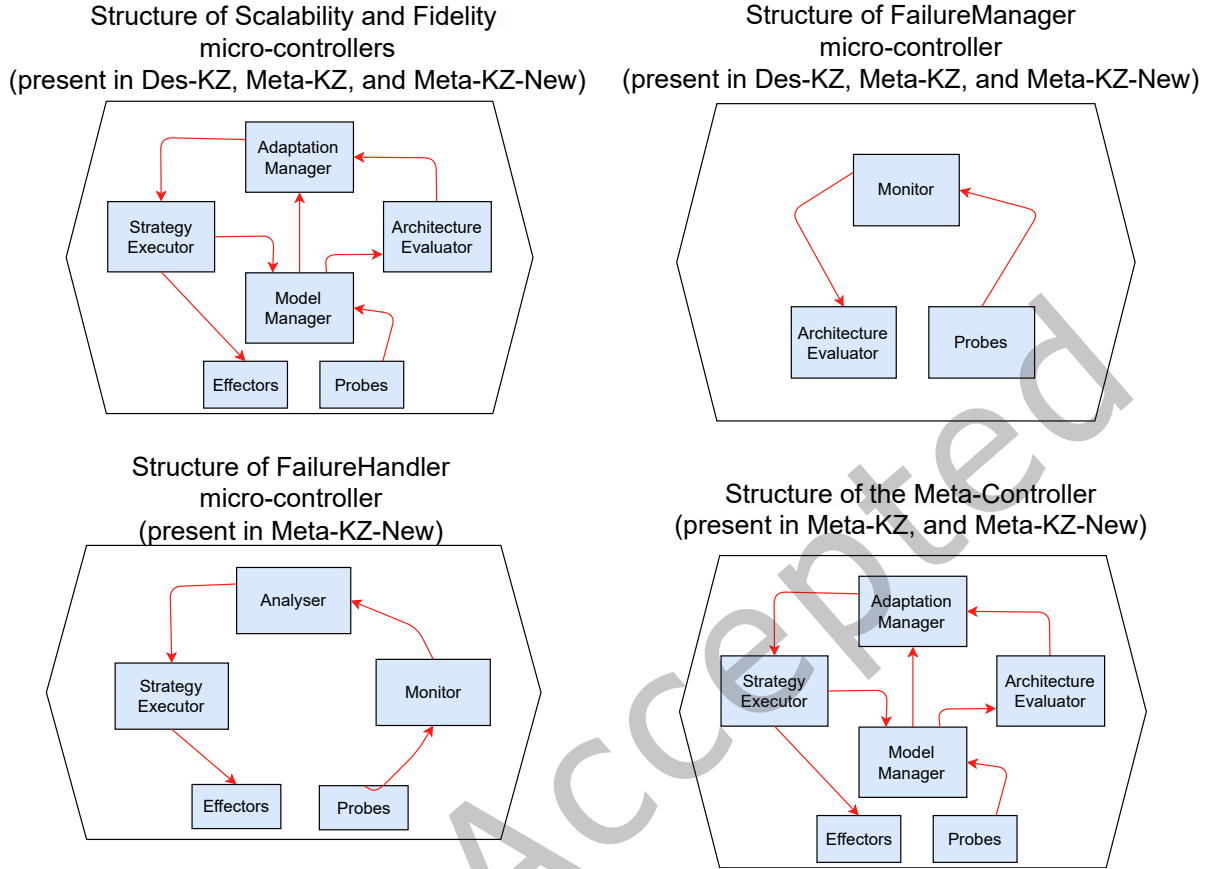 Structure of Scalability and Fidelity
micro-controllers
(present in Des-KZ, Meta-KZ, and Meta-KZ-New)
Adaptation
Manager
Strategy
Executor
Architecture
Evaluator
Model
Manager
Effectors
Probes
Structure of FailureManager
micro-controller
(present in Des-KZ, Meta-KZ, and Meta-KZ-New)
Monitor
Architecture
Evaluator
Probes
Structure of FailureHandler
micro-controller
(present in Meta-KZ-New)
Analyser
Strategy
Executor
Monitor
Effectors
Probes
Structure of the Meta-Controller
(present in Meta-KZ, and Meta-KZ-New)
Adaptation
Manager
Strategy
Executor
Architecture
Evaluator
Model
Manager
Effectors
Probes
Accepted